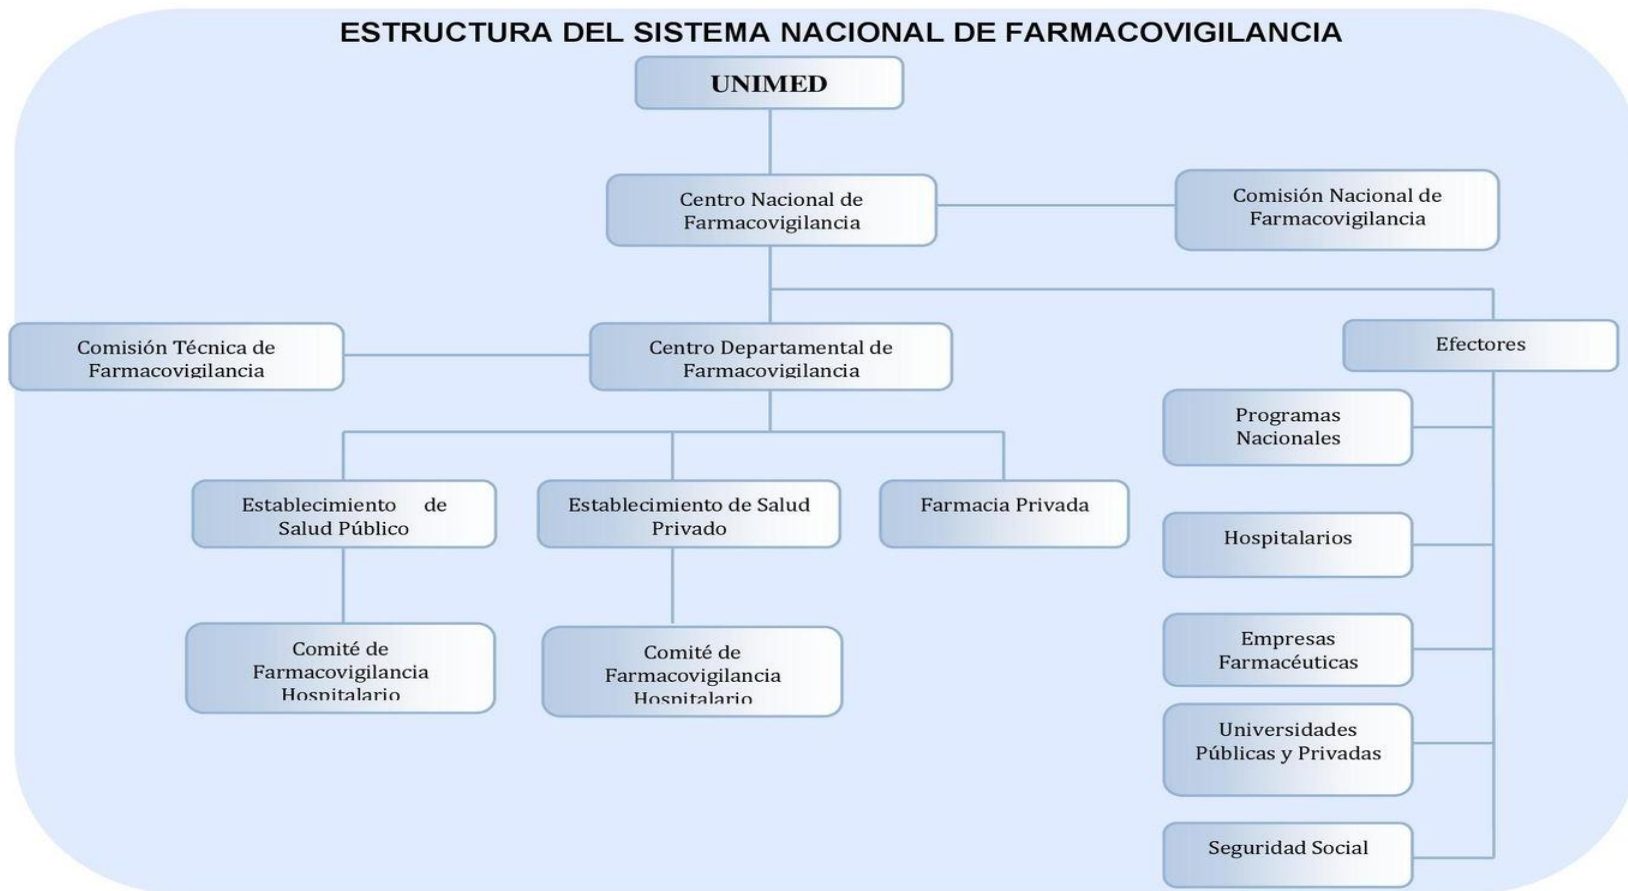 ESTRUCTURA DEL SISTEMA NACIONAL DE FARMACOVIGILANCIA
UNIMED
Centro Nacional de
Farmacovigilancia
Comisión Nacional de
Farmacovigilancia
Comisión Técnica de
Farmacovigilancia
Centro Departamental de
Farmacovigilancia
Efectores
Programas
Nacionales
Establecimiento de
Salud Público
Establecimiento de Salud
Privado
Farmacia Privada
Hospitalarios
Comité de
Farmacovigilancia
Hospitalario
Comité de
Farmacovigilancia
Hospitalario
Empresas
Farmacéuticas
Universidades
Públicas y Privadas
Seguridad Social